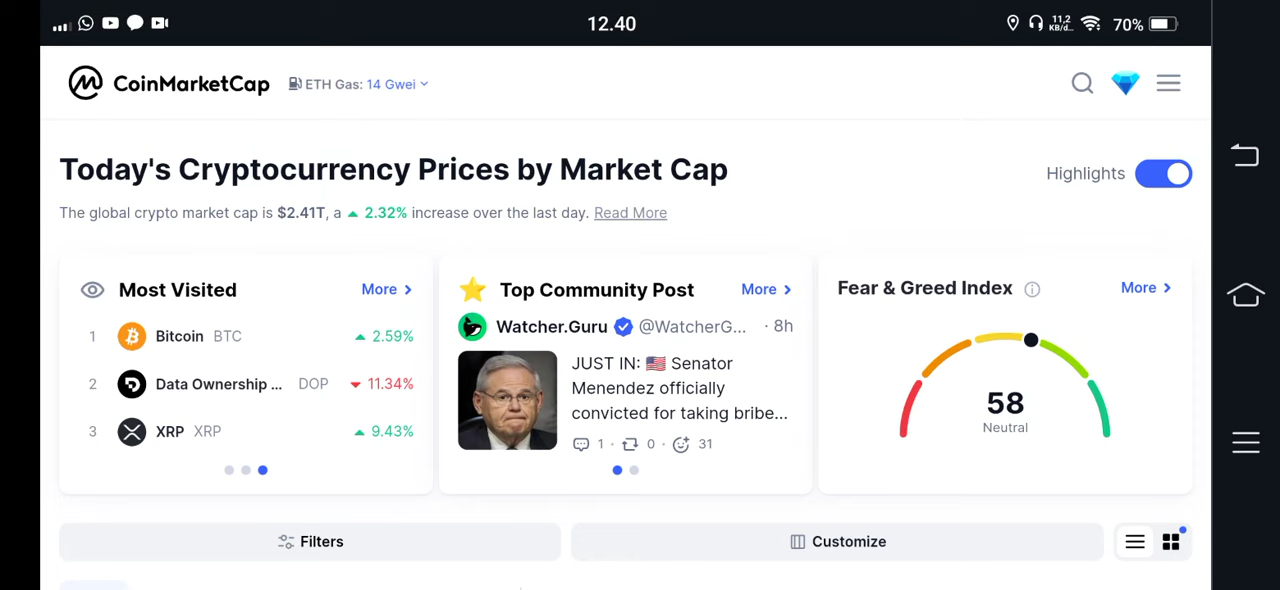 12.40
11,2
KB/d...
70%
CoinMarketCap
ETH Gas: 14 Gwei
Today's Cryptocurrency Prices by Market Cap
Highlights
The global crypto market cap is $2.41T, a 2.32% increase over the last day. Read More
Most Visited
More
1 Bitcoin BTC 2.59%
2 Data Ownership ... DOP 11.34%
3 XRP XRP 9.43%
Top Community Post
More
Watcher.Guru @WatcherG... · 8h
JUST IN: 🇺🇸 Senator
Menendez officially
convicted for taking bribe...
1 · 0 · 31
Fear & Greed Index
More
58
Neutral
Filters
Customize